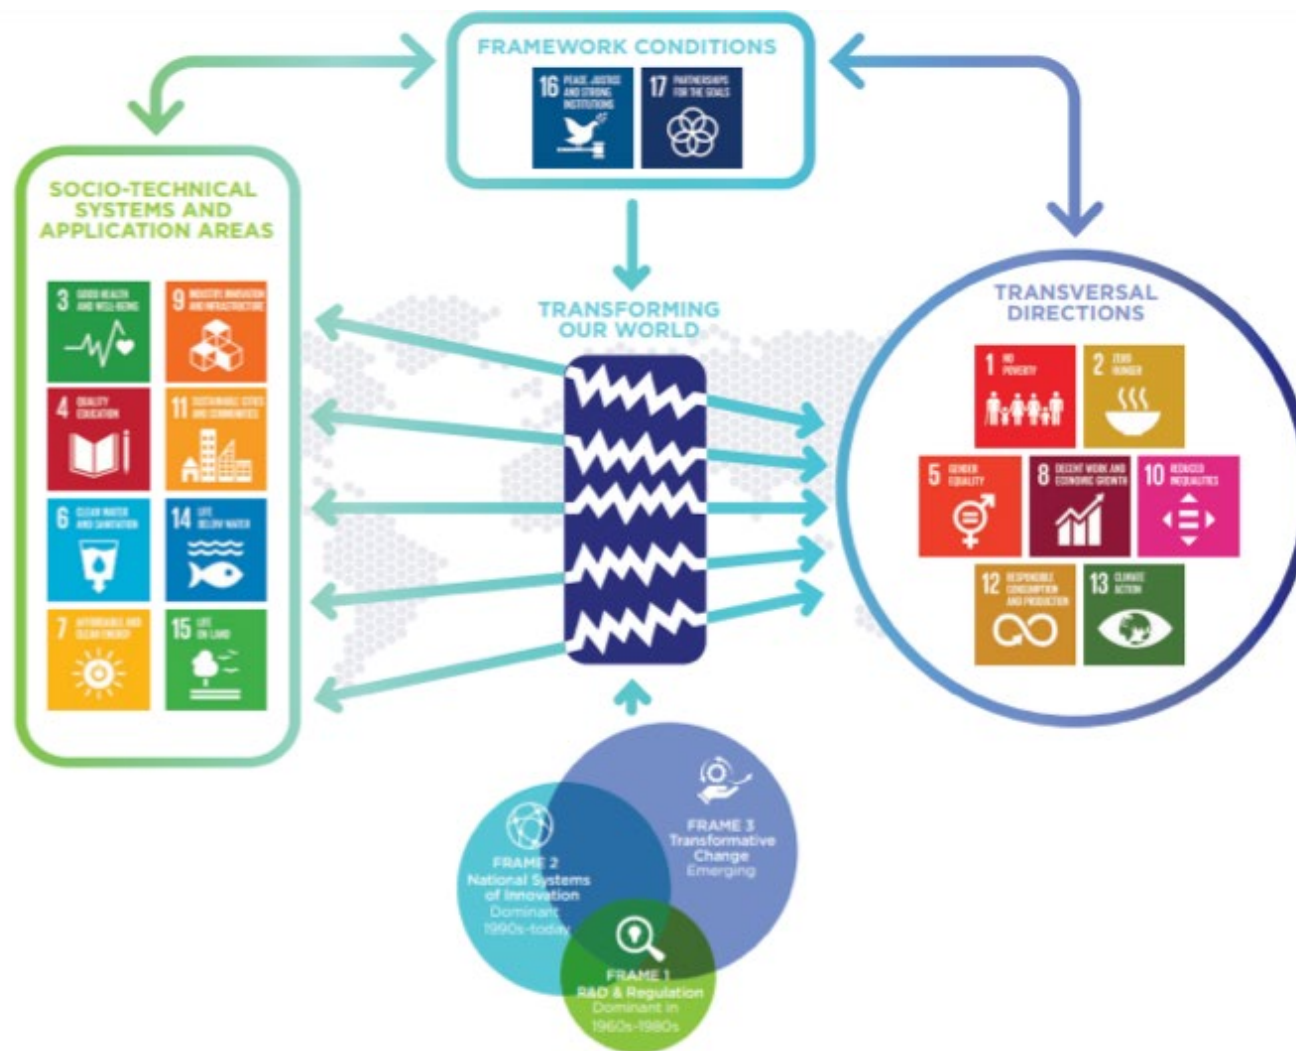 FRAMEWORK CONDITIONS
16 PEACE, JUSTICE
AND STRONG
INSTITUTIONS
17 PARTNERSHIPS
FOR THE GOALS
SOCIO-TECHNICAL
SYSTEMS AND
APPLICATION AREAS
3 GOOD HEALTH
AND WELL-BEING
9 INDUSTRY, INNOVATION
AND INFRASTRUCTURE
4 QUALITY
EDUCATION
11 SUSTAINABLE CITIES
AND COMMUNITIES
6 CLEAN WATER
AND SANITATION
14 LIFE
BELOW WATER
7 AFFORDABLE AND
CLEAN ENERGY
15 LIFE
ON LAND
TRANSFORMING
OUR WORLD
TRANSVERSAL
DIRECTIONS
1 NO
POVERTY
2 ZERO
HUNGER
5 GENDER
EQUALITY
8 DECENT WORK AND
ECONOMIC GROWTH
10 REDUCED
INEQUALITIES
12 RESPONSIBLE
CONSUMPTION
AND PRODUCTION
13 CLIMATE
ACTION
FRAME 3
Transformative
Change
Emerging
FRAME 2
National Systems
of Innovation
Dominant
1990s-today
FRAME 1
R&D & Regulation
Dominant in
1960s-1980s